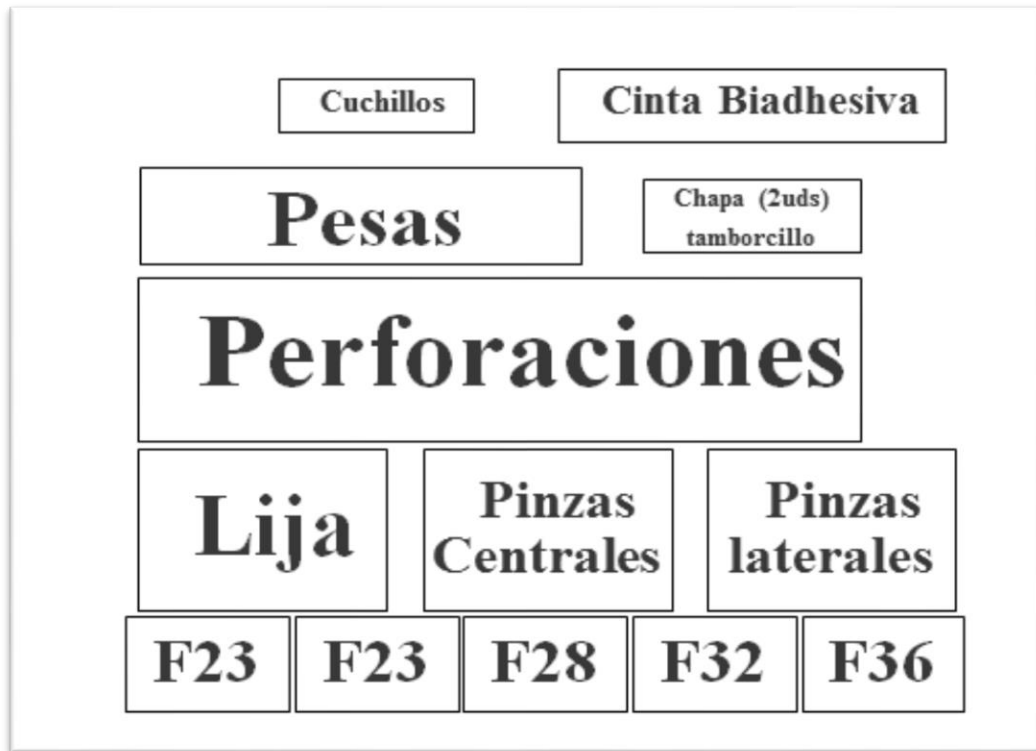 Cuchillos
Cinta Biadhesiva
Pesas
Chapa (2uds)
tamborcillo
Perforaciones
Lija
Pinzas
Centrales
Pinzas
laterales
F23
F23
F28
F32
F36